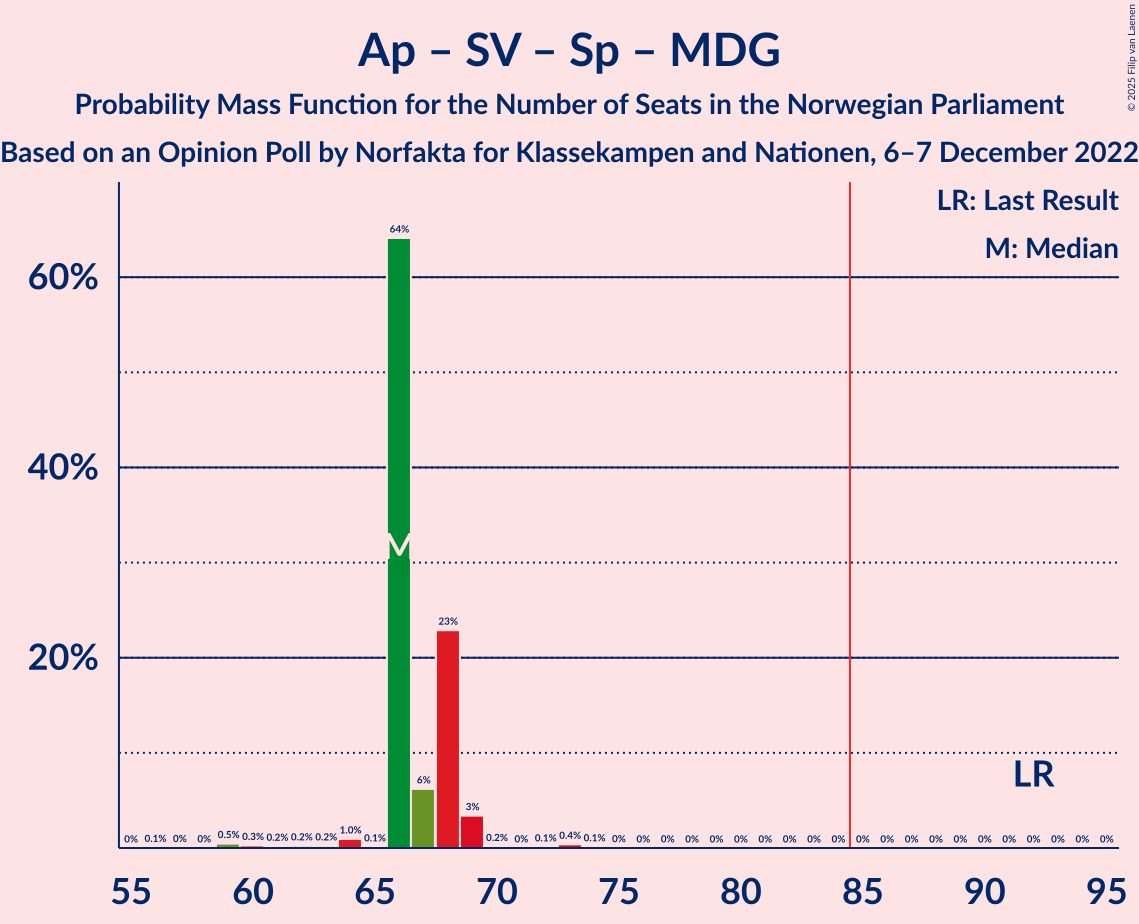 Ap – SV – Sp – MDG
Probability Mass Function for the Number of Seats in the Norwegian Parliament
Based on an Opinion Poll by Norfakta for Klassekampen and Nationen, 6–7 December 2022
© 2025 Filip van Laenen
LR: Last Result
M: Median
60%
40%
20%
64%
M
23%
6%
3%
LR
0% 0.1% 0% 0% 0.5% 0.3% 0.2% 0.2% 0.2% 1.0% 0.1% 0.2% 0% 0.1% 0.4% 0.1% 0% 0% 0% 0% 0% 0% 0% 0% 0% 0% 0% 0% 0% 0% 0% 0% 0% 0% 0% 0% 0%
55 60 65 70 75 80 85 90 95